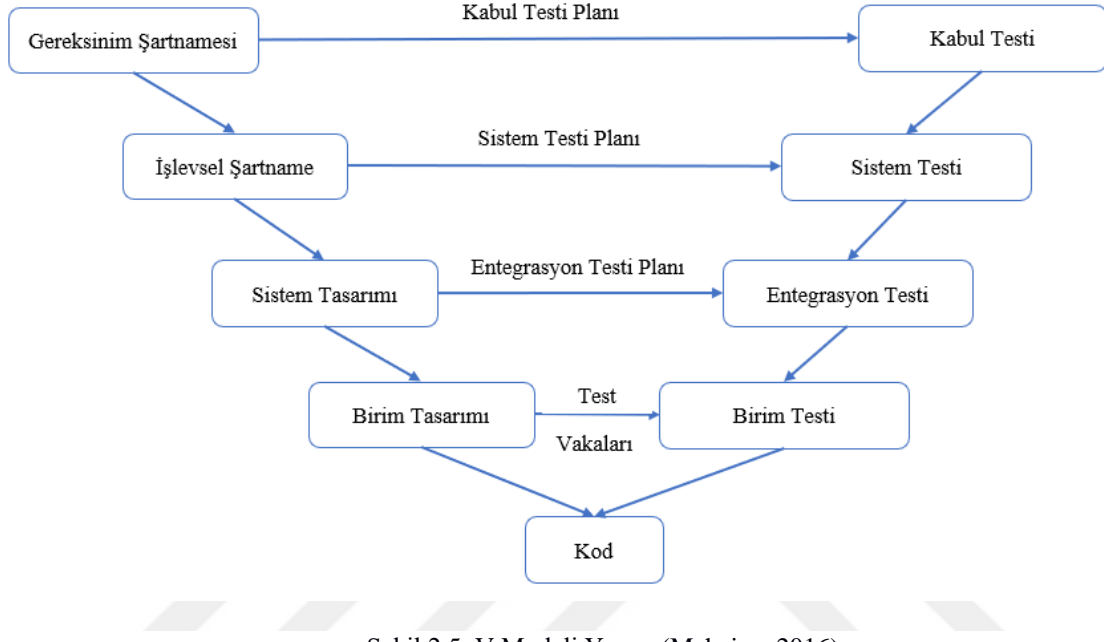 Kabul Testi Planı
Gereksinim Şartnamesi
Kabul Testi
Sistem Testi Planı
İşlevsel Şartname
Sistem Testi
Entegrasyon Testi Planı
Sistem Tasarımı
Entegrasyon Testi
Test
Birim Tasarımı
Birim Testi
Vakaları
Kod